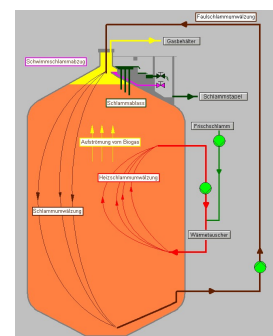 Faulschlammumwälzung
Gasbehälter
Schwimmschlammabzug
Schlammablass
Schlammstapel
Frischschlamm
Aufströmung vom Biogas
Heizschlammumwälzung
Schlammumwälzung
Wärmetauscher